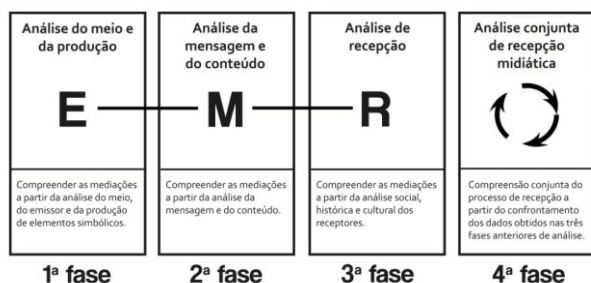 Análise do meio e
da produção
E
Compreender as mediações
a partir da análise do meio,
do emissor e da produção
de elementos simbólicos.
1ª fase
Análise da
mensagem e
do conteúdo
M
Compreender as mediações
a partir da análise da
mensagem e do conteúdo.
2ª fase
Análise de
recepção
R
Compreender as mediações
a partir da análise social,
histórica e cultural dos
receptores.
3ª fase
Análise conjunta
de recepção
midiática
Compreensão conjunta do
processo de recepção a
partir do confrontamento
dos dados obtidos nas três
fases anteriores de análise.
4ª fase